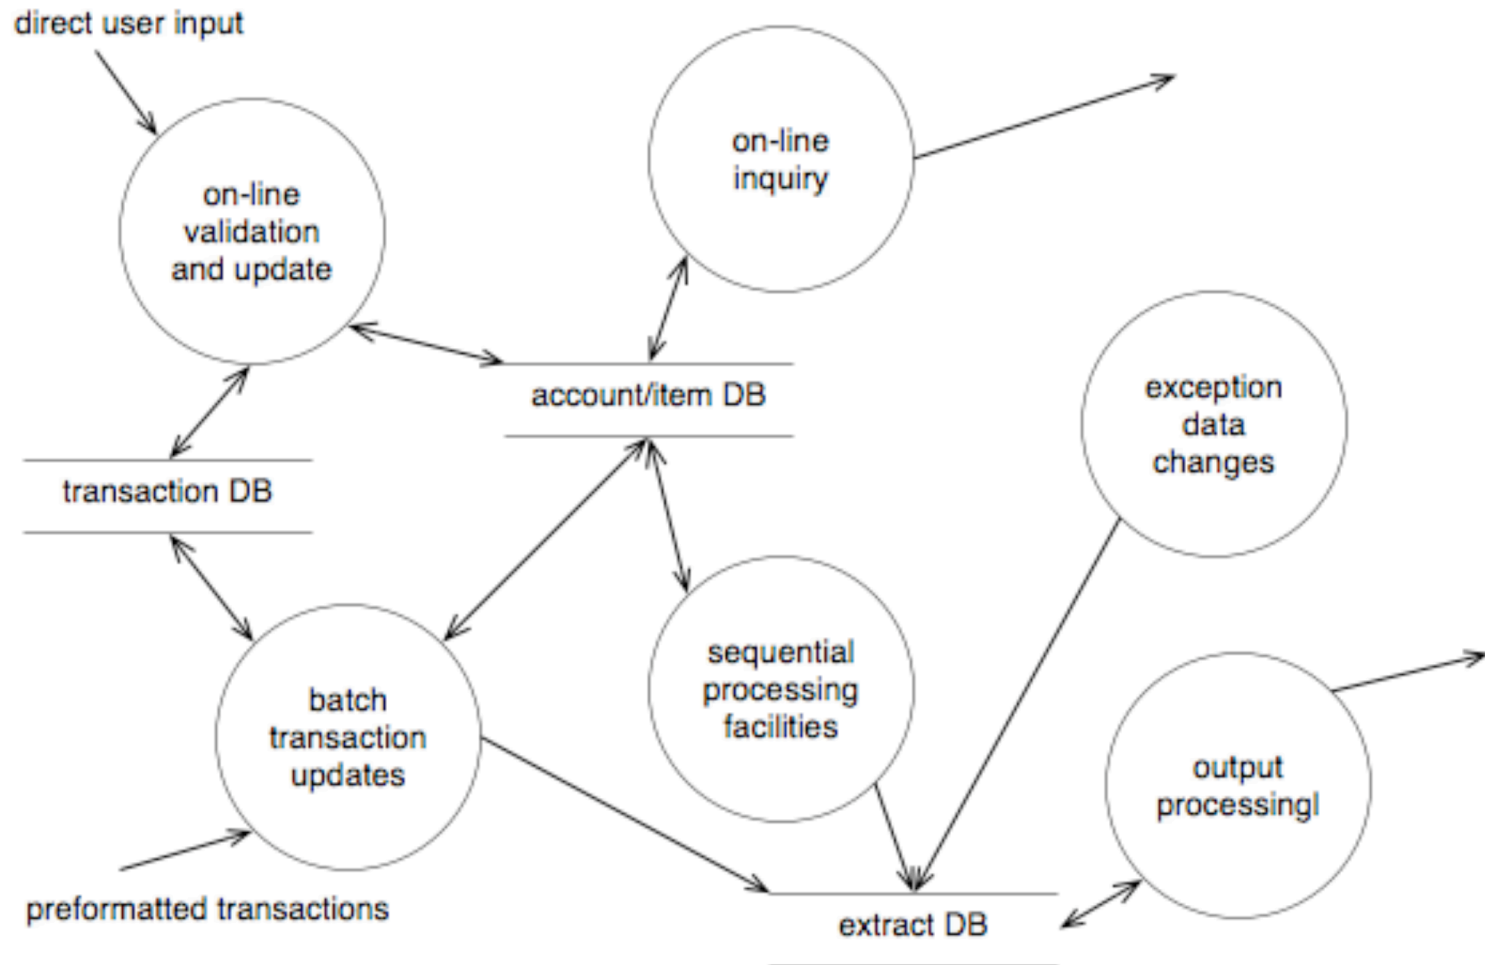 direct user input
on-line
validation
and update
on-line
inquiry
account/item DB
exception
data
changes
transaction DB
batch
transaction
updates
sequential
processing
facilities
output
processingl
preformatted transactions
extract DB